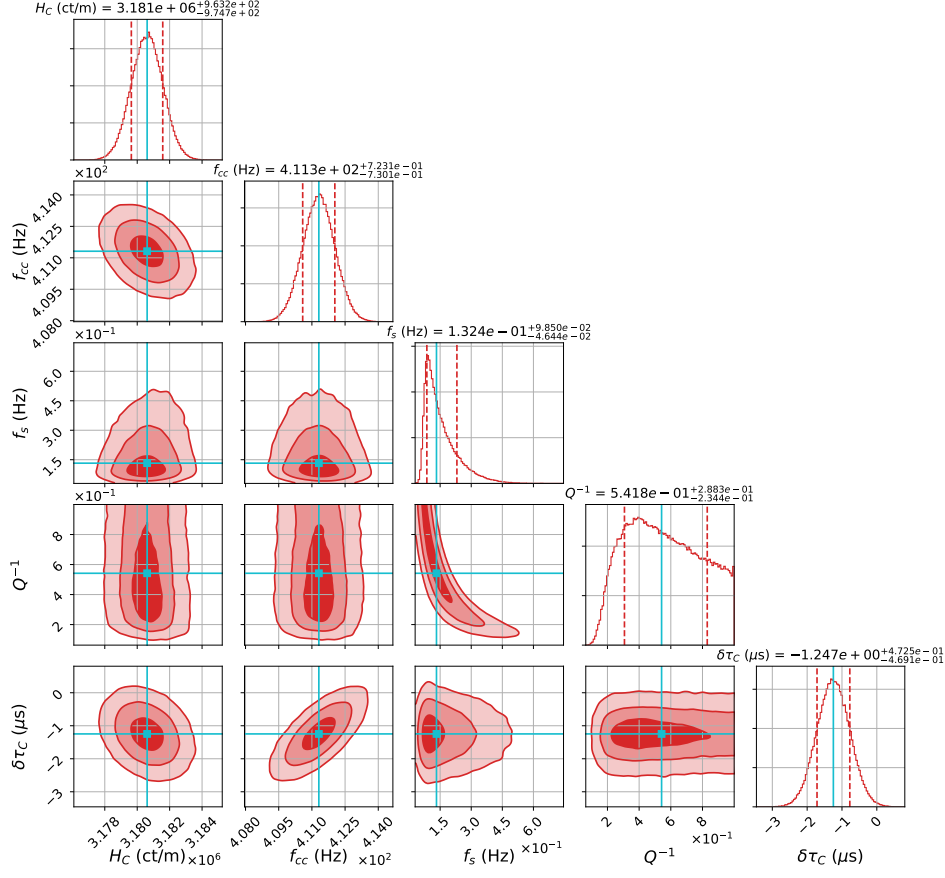 H_C (ct/m) = 3.181e + 06^{+9.632e+02}_{-9.747e+02}
×10²
f_cc (Hz) = 4.113e + 02^{+7.231e-01}_{-7.301e-01}
f_cc (Hz)
4.140
4.125
4.110
4.095
4.080
×10⁻¹
f_s (Hz) = 1.324e - 01^{+9.850e-02}_{-4.644e-02}
f_s (Hz)
6.0
4.5
3.0
1.5
×10⁻¹
Q⁻¹ = 5.418e - 01^{+2.883e-01}_{-2.344e-01}
Q⁻¹
8
6
4
2
δτ_C (μs) = −1.247e + 00^{+4.725e-01}_{-4.691e-01}
δτ_C (μs)
0
−1
−2
−3
3.178 3.180 3.182 3.184
4.080 4.095 4.110 4.125 4.140
1.5 3.0 4.5 6.0
2 4 6 8
−3 −2 −1 0
H_C (ct/m) ×10⁶
f_cc (Hz) ×10²
f_s (Hz) ×10⁻¹
Q⁻¹ ×10⁻¹
δτ_C (μs)